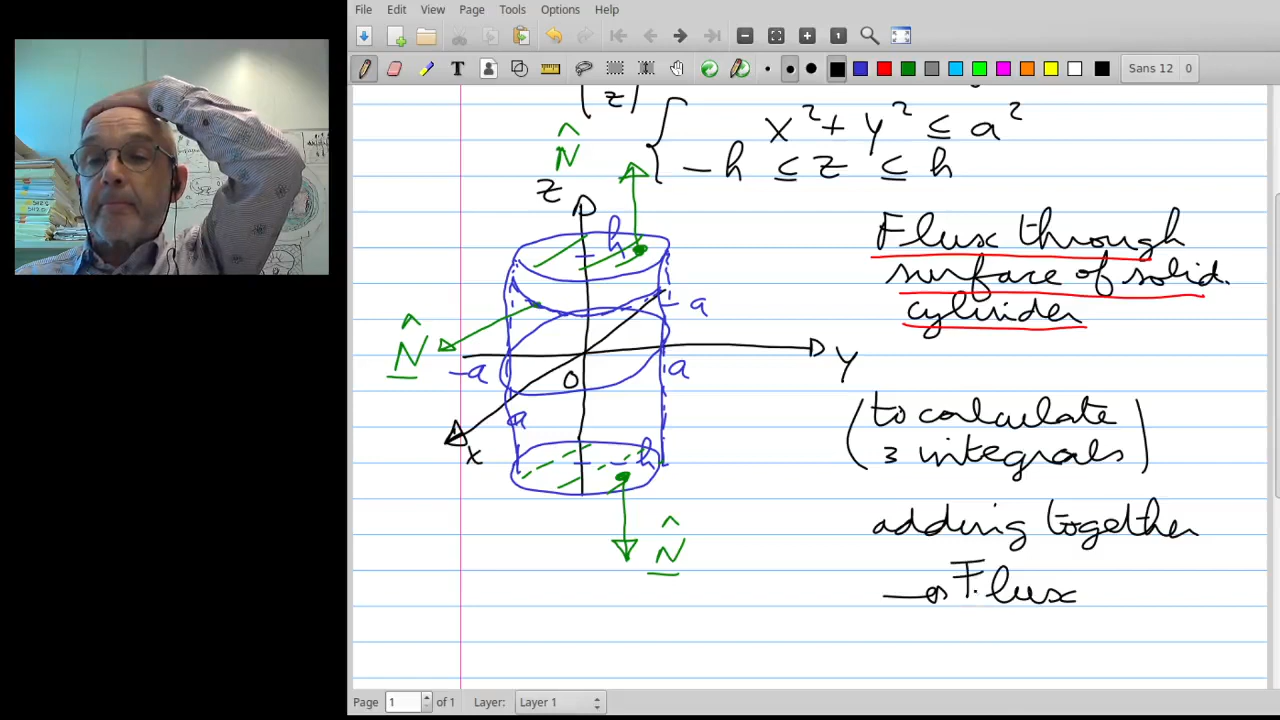 File Edit View Page Tools Options Help
Sans 12 0
(z)
x² + y² ≤ a²
-h ≤ z ≤ h
N̂
z
h
Flux through
surface of solid
cylinder
a
N̂
-a
0
a
y
a
x
-h
(to calculate
3 integrals)
adding together
N̂
→ Flux
Page 1 of 1 Layer: Layer 1